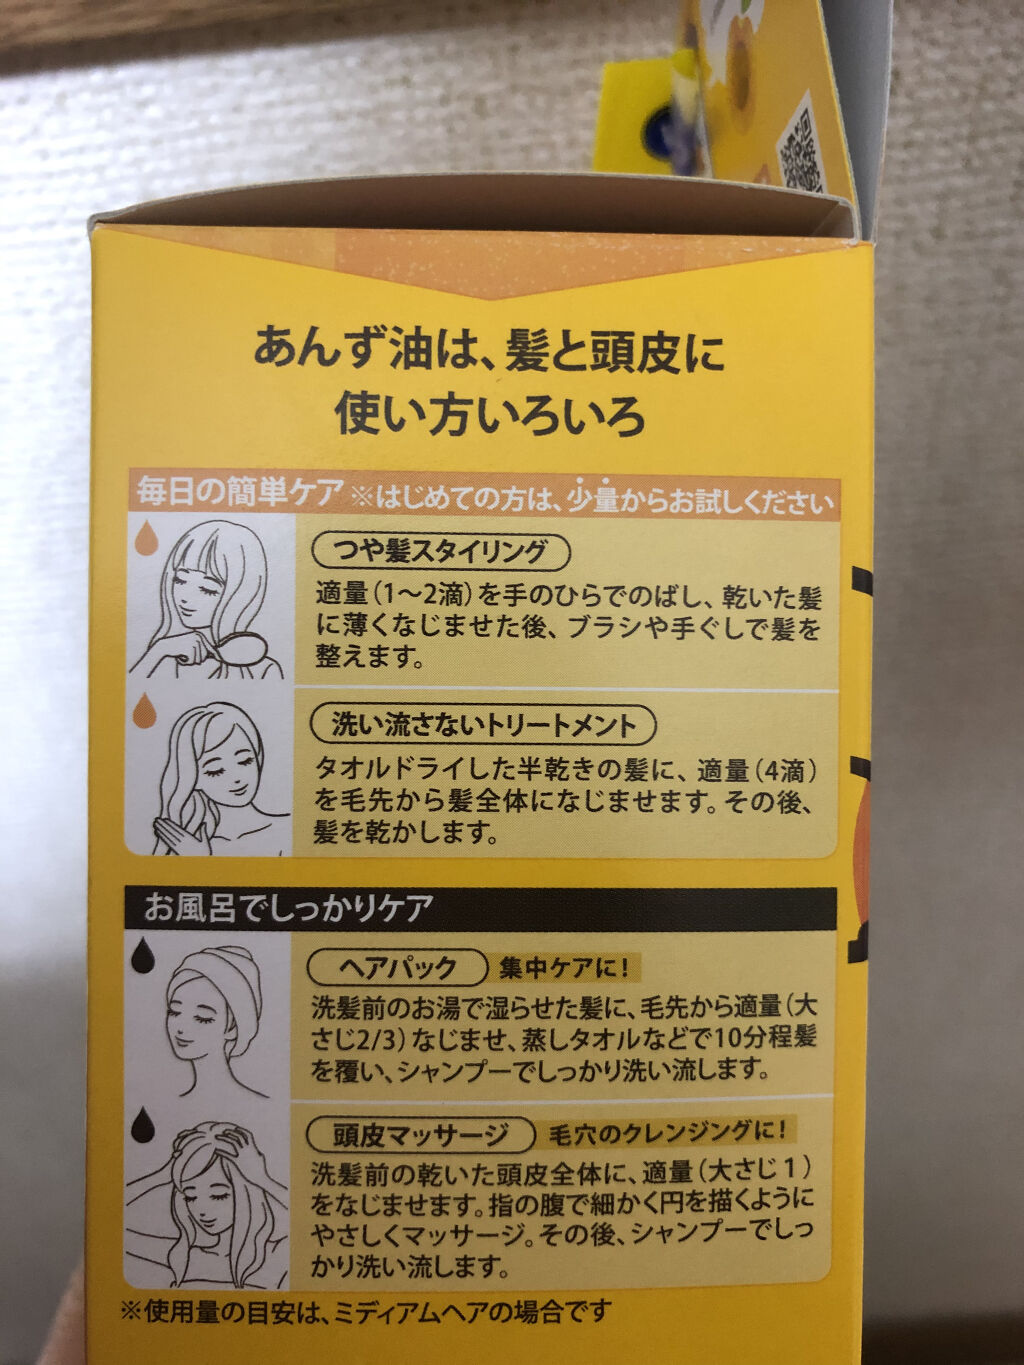 あんず油は、髪と頭皮に
使い方いろいろ
毎日の簡単ケア ※はじめての方は、少量からお試しください
つや髪スタイリング
適量(1～2滴)を手のひらでのばし、乾いた髪
に薄くなじませた後、ブラシや手ぐしで髪を
整えます。
洗い流さないトリートメント
タオルドライした半乾きの髪に、適量(4滴)
を毛先から髪全体になじませます。その後、
髪を乾かします。
お風呂でしっかりケア
ヘアパック 集中ケアに!
洗髪前のお湯で湿らせた髪に、毛先から適量(大
さじ2/3)なじませ、蒸しタオルなどで10分程髪
を覆い、シャンプーでしっかり洗い流します。
頭皮マッサージ 毛穴のクレンジングに!
洗髪前の乾いた頭皮全体に、適量(大さじ1)
をなじませます。指の腹で細かく円を描くように
やさしくマッサージ。その後、シャンプーでしっ
かり洗い流します。
※使用量の目安は、ミディアムヘアの場合です